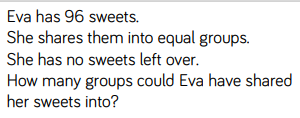 Eva has 96 sweets.
She shares them into equal groups.
She has no sweets left over.
How many groups could Eva have shared
her sweets into?